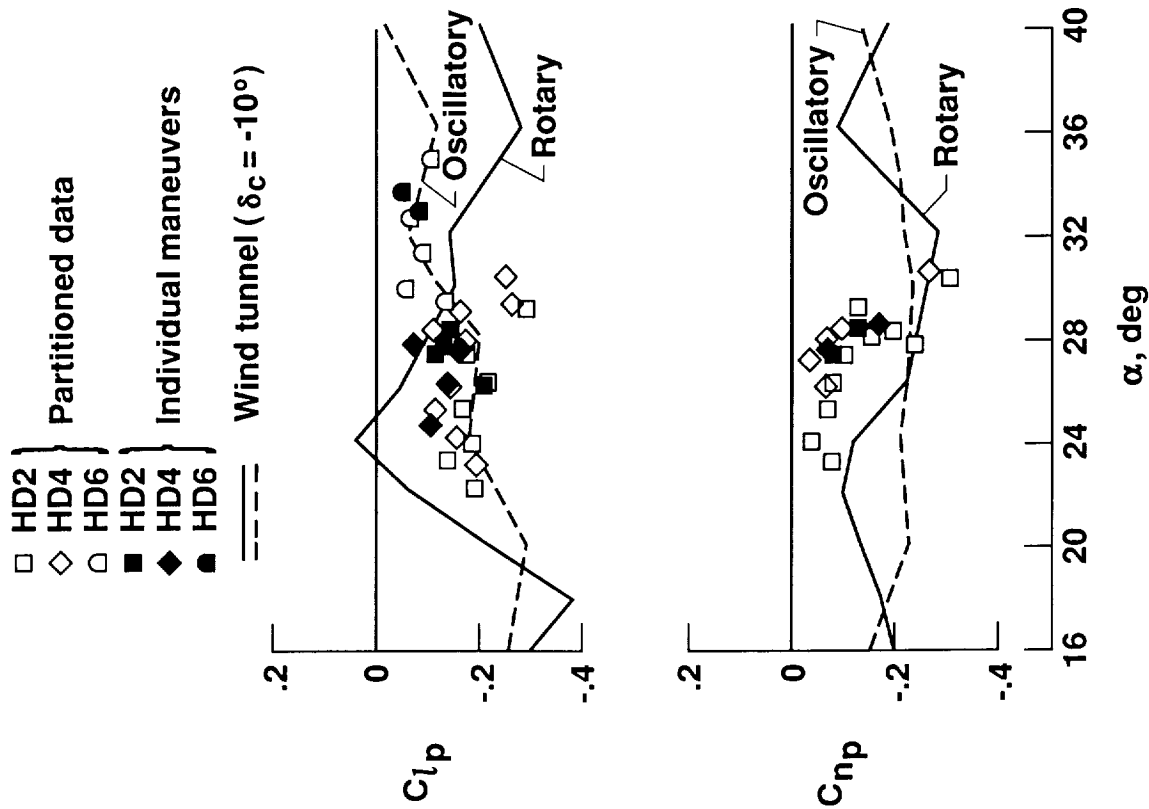 HD2
HD4
HD6
Partitioned data
HD2
HD4
HD6
Individual maneuvers
Wind tunnel (δc = -10°)
.2
0
-.2
-.4
Clp
Oscillatory
Rotary
.2
0
-.2
-.4
Cnp
Oscillatory
Rotary
16 20 24 28 32 36 40
α, deg